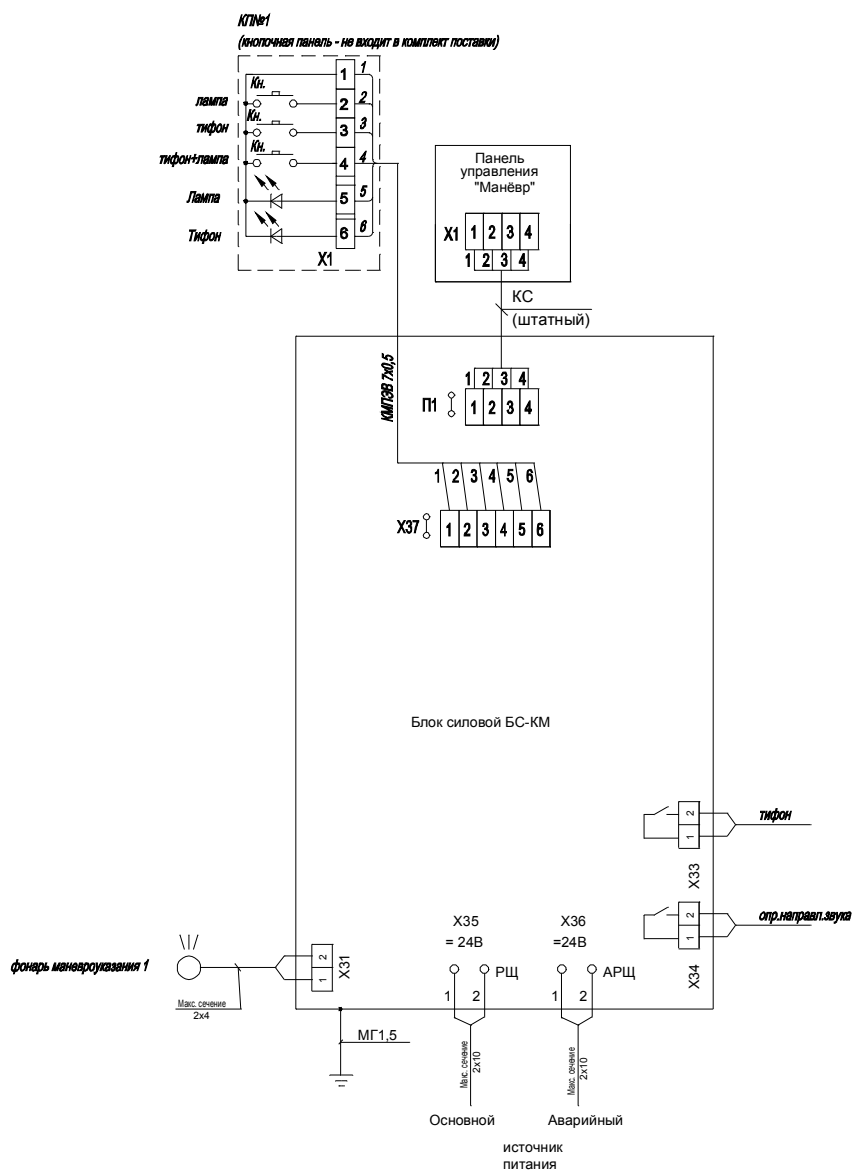 КП№1
(кнопочная панель - не входит в комплект поставки)
1 1
Кн.
лампа 2 2
Кн.
тифон 3 3
Кн.
тифон+лампа 4 4
Лампа 5 5
Тифон 6 6
X1
Панель
управления
"Манёвр"
X1 1 2 3 4
1 2 3 4
КС
(штатный)
КМПЭВ 7х0,5
1 2 3 4
П1 1 2 3 4
1 2 3 4 5 6
X37 1 2 3 4 5 6
Блок силовой БС-КМ
2 тифон
1
X33
2 опр.направл.звука
1
X34
фонарь маневроуказания 1
Макс. сечение
2х4
2
1
X31
МГ1,5
X35
= 24В
РЩ
1 2
Макс. сечение
2х10
Основной
X36
=24В
АРЩ
1 2
Макс. сечение
2х10
Аварийный
источник
питания